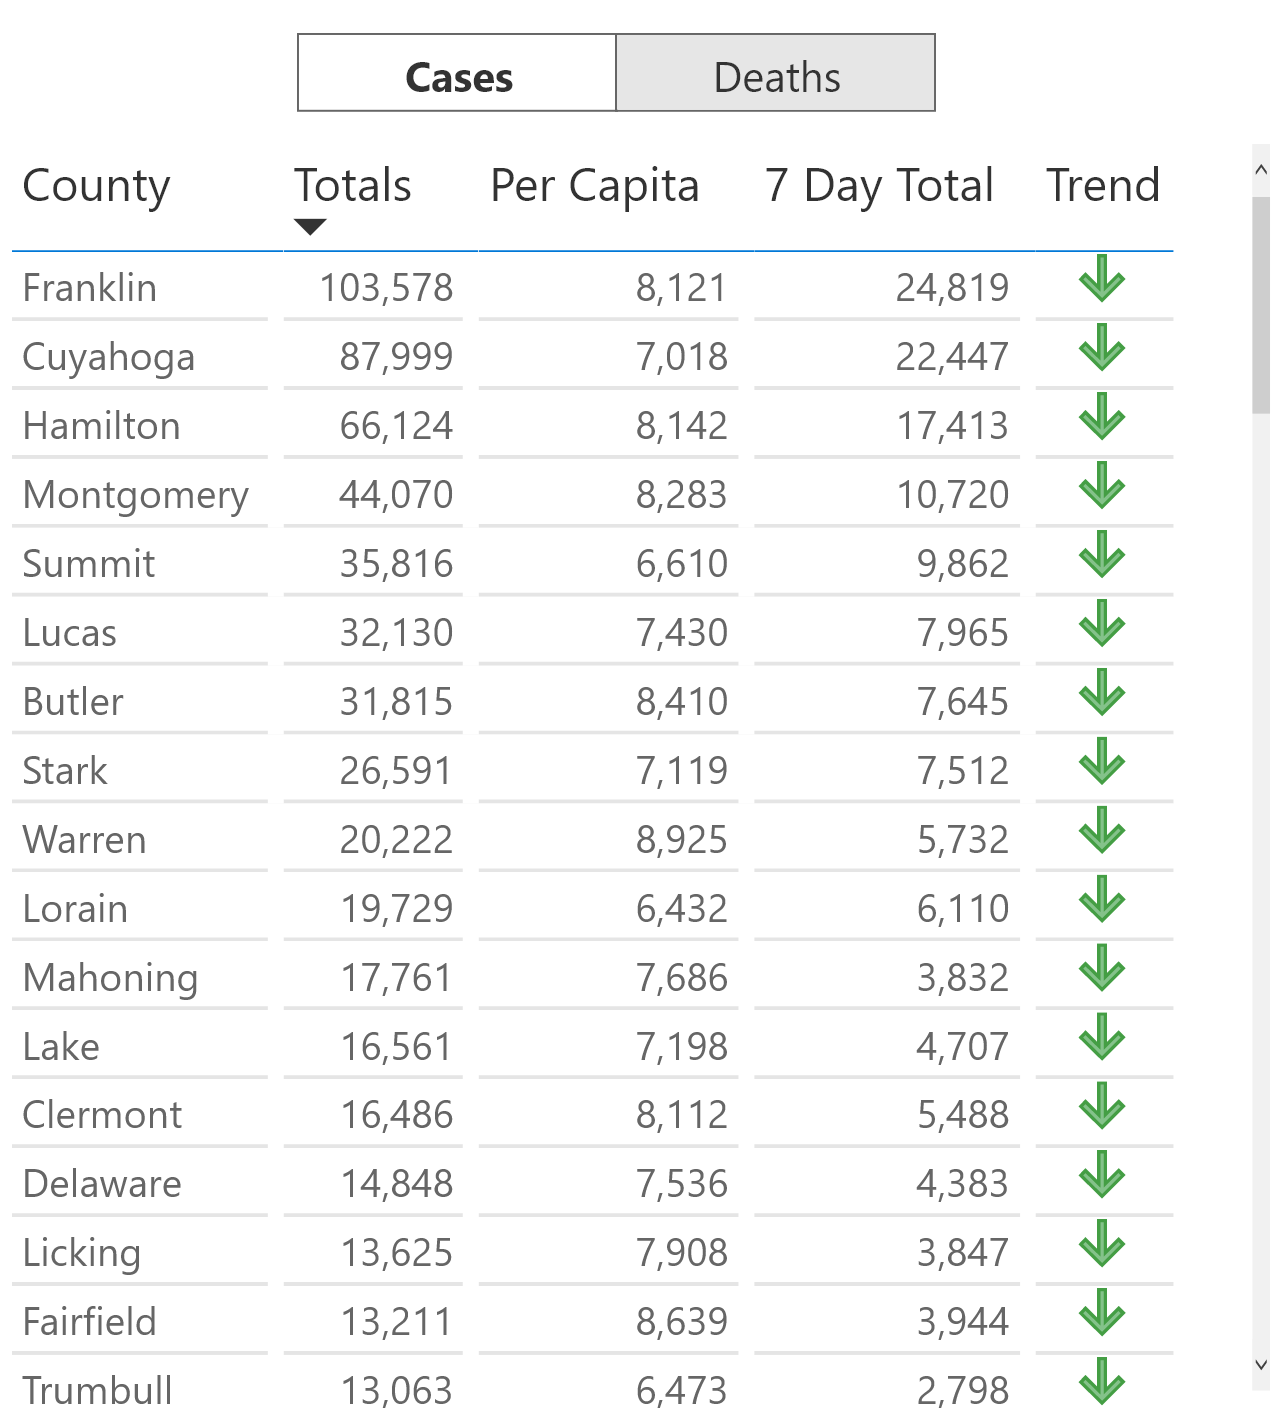 Cases Deaths
County Totals Per Capita 7 Day Total Trend
Franklin 103,578 8,121 24,819
Cuyahoga 87,999 7,018 22,447
Hamilton 66,124 8,142 17,413
Montgomery 44,070 8,283 10,720
Summit 35,816 6,610 9,862
Lucas 32,130 7,430 7,965
Butler 31,815 8,410 7,645
Stark 26,591 7,119 7,512
Warren 20,222 8,925 5,732
Lorain 19,729 6,432 6,110
Mahoning 17,761 7,686 3,832
Lake 16,561 7,198 4,707
Clermont 16,486 8,112 5,488
Delaware 14,848 7,536 4,383
Licking 13,625 7,908 3,847
Fairfield 13,211 8,639 3,944
Trumbull 13,063 6,473 2,798